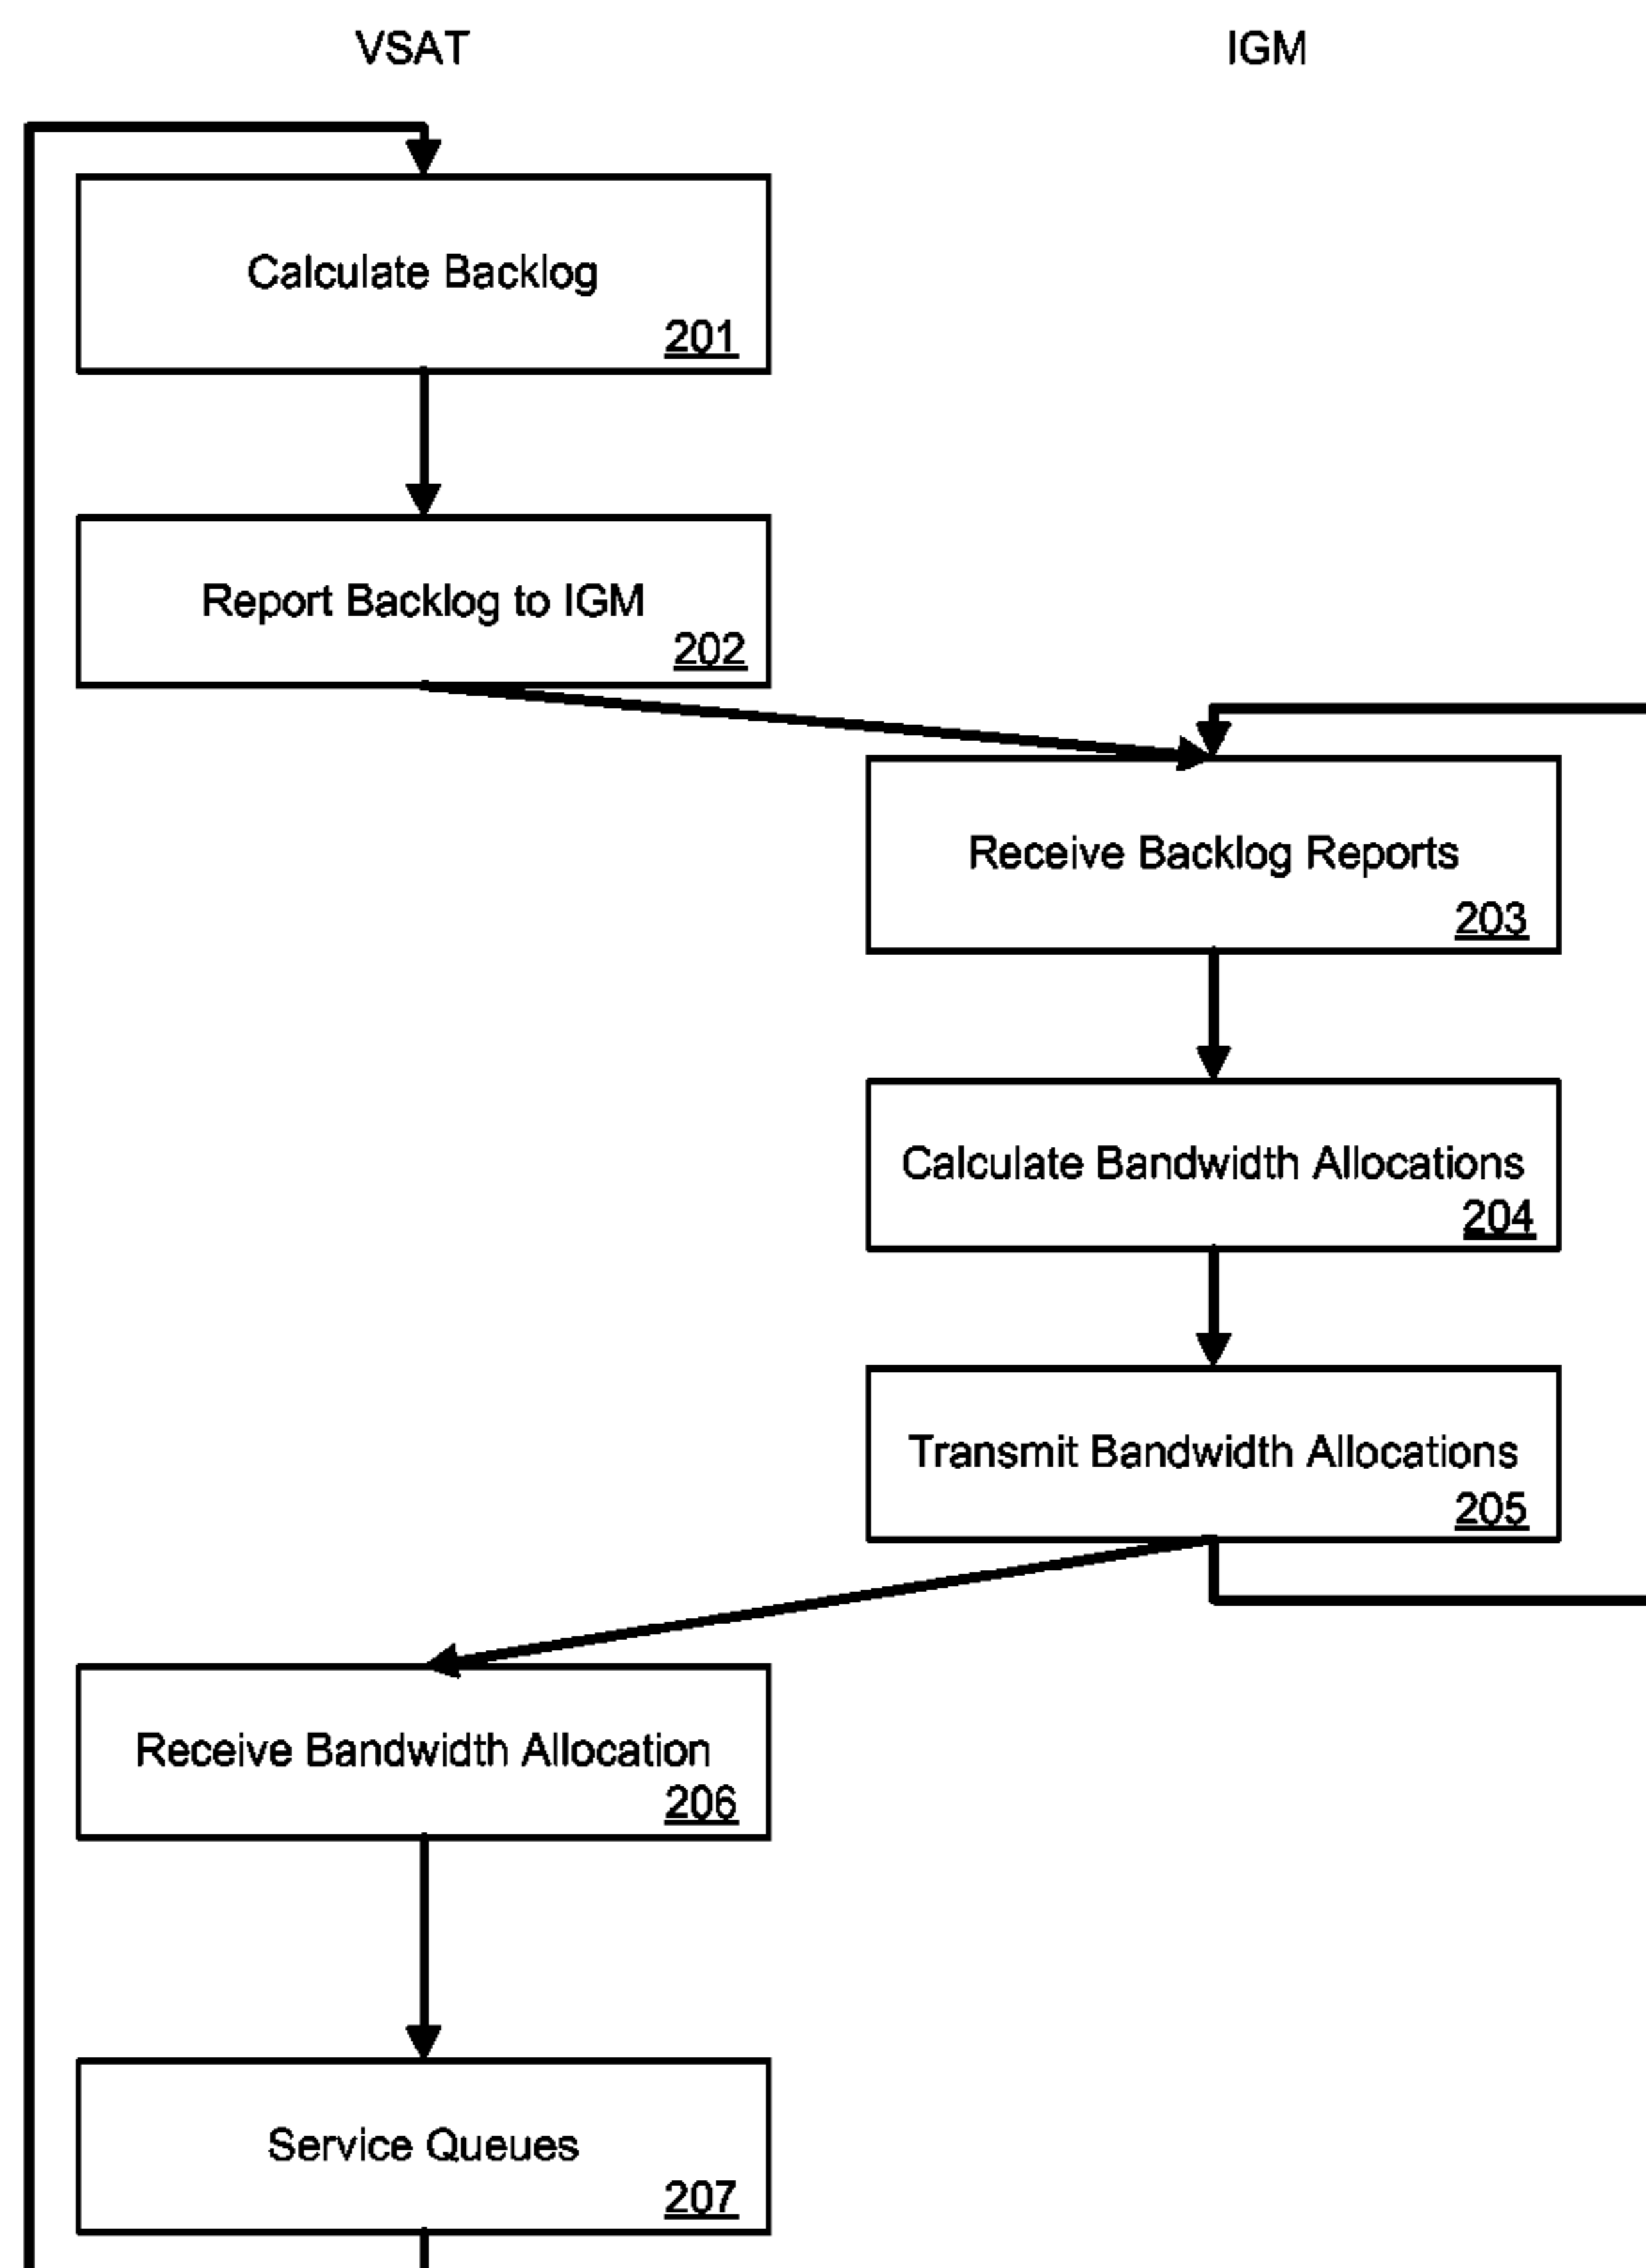 VSAT
IGM
Calculate Backlog
201
Report Backlog to IGM
202
Receive Backlog Reports
203
Calculate Bandwidth Allocations
204
Transmit Bandwidth Allocations
205
Receive Bandwidth Allocation
206
Service Queues
207